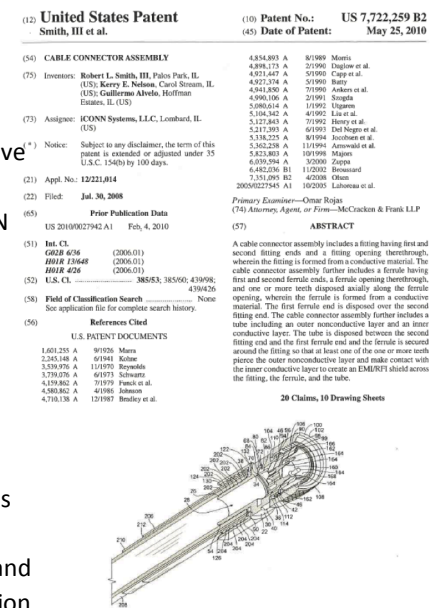 (12) United States Patent
Smith, III et al.
(10) Patent No.: US 7,722,259 B2
(45) Date of Patent: May 25, 2010
(54) CABLE CONNECTOR ASSEMBLY
(75) Inventors: Robert L. Smith, III, Palos Park, IL
(US); Kerry E. Nelson, Carol Stream, IL
(US); Guillermo Alvelo, Hoffman
Estates, IL (US)
(73) Assignee: iCONN Systems, LLC, Lombard, IL
(US)
(*) Notice: Subject to any disclaimer, the term of this
patent is extended or adjusted under 35
U.S.C. 154(b) by 100 days.
(21) Appl. No.: 12/221,014
(22) Filed: Jul. 30, 2008
(65) Prior Publication Data
US 2010/0027942 A1 Feb. 4, 2010
(51) Int. Cl.
G02B 6/36 (2006.01)
H01R 13/648 (2006.01)
H01R 4/26 (2006.01)
(52) U.S. Cl. 385/53; 385/60; 439/98;
439/426
(58) Field of Classification Search None
See application file for complete search history.
(56) References Cited
U.S. PATENT DOCUMENTS
1,601,255 A 9/1926 Marra
2,245,148 A 6/1941 Kohne
3,539,976 A 11/1970 Reynolds
3,739,076 A 6/1973 Schwartz
4,159,862 A 7/1979 Funck et al.
4,580,862 A 4/1986 Johnson
4,710,138 A 12/1987 Bradley et al.
4,854,893 A 8/1989 Morris
4,898,173 A 2/1990 Daglow et al.
4,921,447 A 5/1990 Capp et al.
4,927,374 A 5/1990 Batty
4,941,850 A 7/1990 Ankers et al.
4,990,106 A 2/1991 Szegda
5,080,614 A 1/1992 Utgaren
5,104,342 A 4/1992 Liu et al.
5,127,843 A 7/1992 Henry et al.
5,217,393 A 6/1993 Del Negro et al.
5,338,225 A 8/1994 Jacobsen et al.
5,362,258 A 11/1994 Arnswald et al.
5,823,803 A 10/1998 Majors
6,039,594 A 3/2000 Zuppa
6,482,036 B1 11/2002 Broussard
7,351,095 B2 4/2008 Olsen
2005/0227545 A1 10/2005 Lahoreau et al.
Primary Examiner—Omar Rojas
(74) Attorney, Agent, or Firm—McCracken & Frank LLP
(57) ABSTRACT
A cable connector assembly includes a fitting having first and
second fitting ends and a fitting opening therethrough,
wherein the fitting is formed from a conductive material. The
cable connector assembly further includes a ferrule having
first and second ferrule ends, a ferrule opening therethrough,
and one or more teeth disposed axially along the ferrule
opening, wherein the ferrule is formed from a conductive
material. The first ferrule end is disposed over the second
fitting end. The cable connector assembly further includes a
tube including an outer nonconductive layer and an inner
conductive layer. The tube is disposed between the second
fitting end and the first ferrule end and the ferrule is secured
around the fitting so that at least one of the one or more teeth
pierce the outer nonconductive layer and make contact with
the inner conductive layer to create an EMI/RFI shield across
the fitting, the ferrule, and the tube.
20 Claims, 10 Drawing Sheets
ve
N
s
and
ion